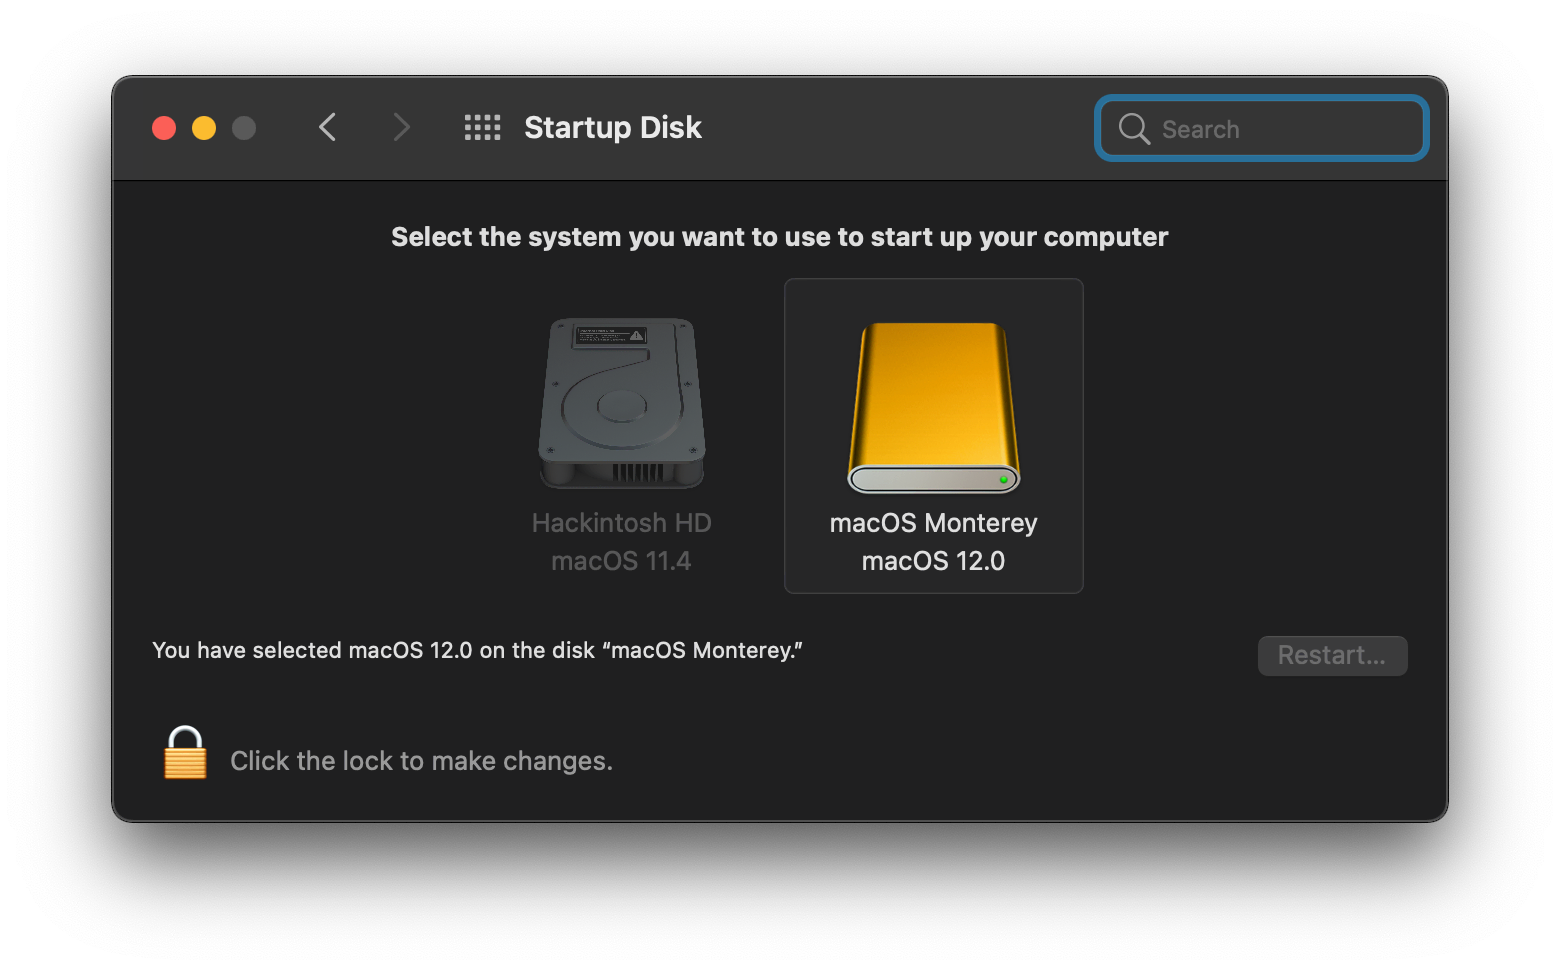 Startup Disk
Search
Select the system you want to use to start up your computer
Hackintosh HD
macOS 11.4
macOS Monterey
macOS 12.0
You have selected macOS 12.0 on the disk “macOS Monterey.”
Restart...
Click the lock to make changes.